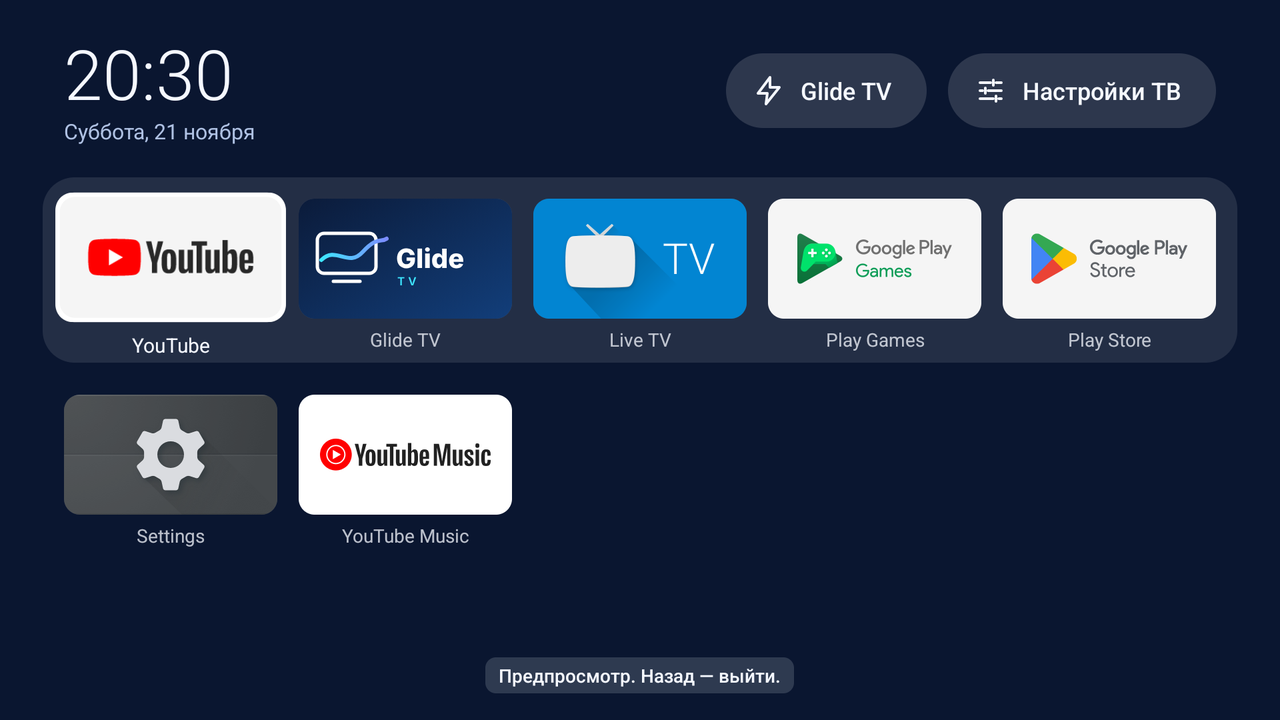 20:30
Суббота, 21 ноября
Glide TV
Настройки ТВ
YouTube
Glide
TV
TV
Google Play
Games
Google Play
Store
YouTube
Glide TV
Live TV
Play Games
Play Store
YouTube Music
Settings
YouTube Music
Предпросмотр. Назад — выйти.